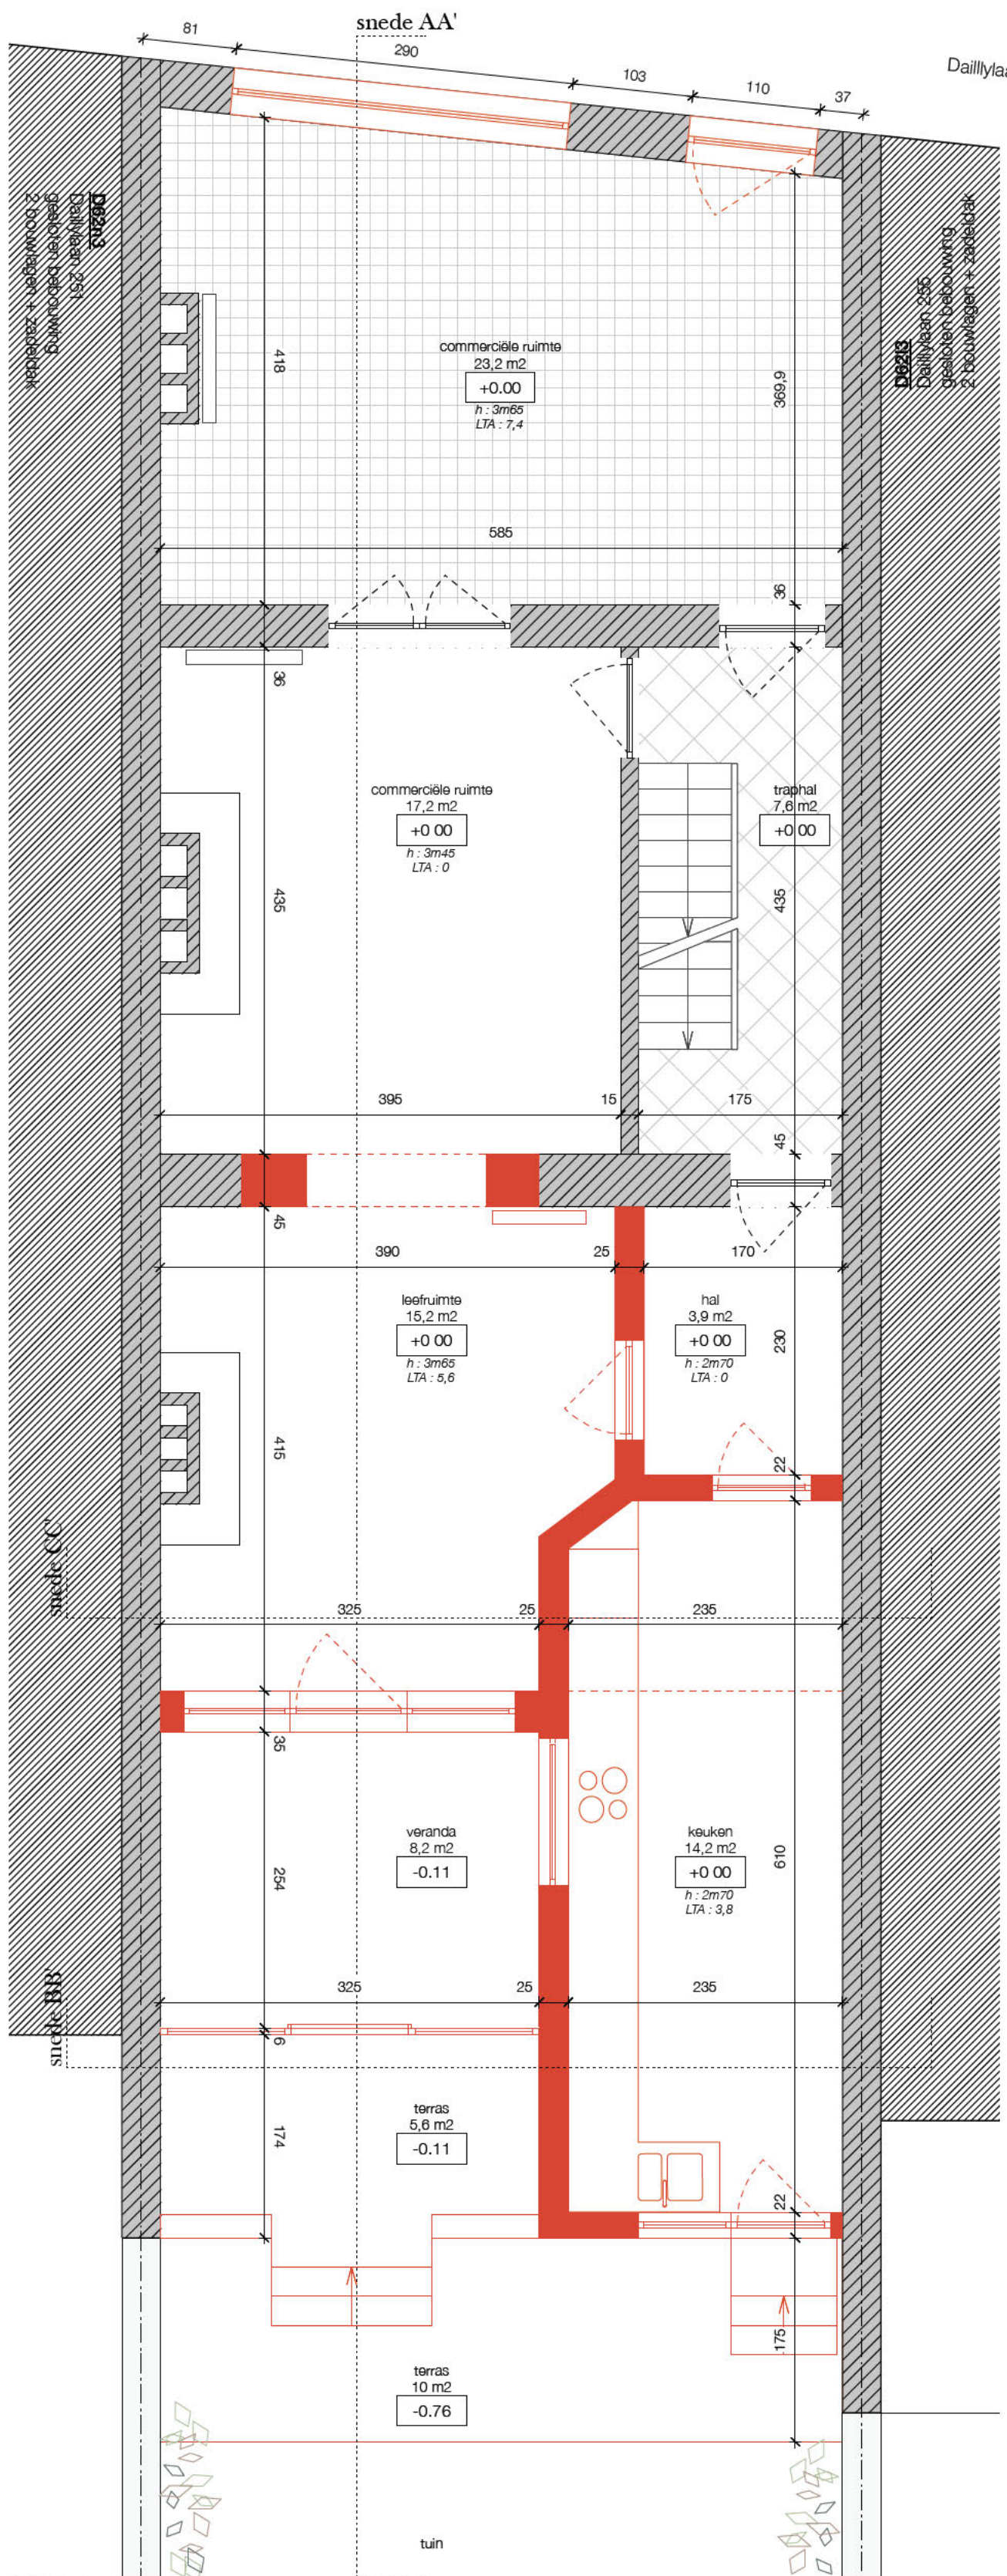 snede AA'
81
290
103
110
37
D62n3
Daillylaan 251
gesloten bebouwing
2 bouwlagen + zadeldak
D62l3
gesloten bebouwing
2 bouwlagen + zadeldak
commerciële ruimte
23,2 m2
+0.00
h : 3m65
LTA : 7,4
418
369,9
585
36
36
commerciële ruimte
17,2 m2
+0 00
h : 3m45
LTA : 0
traphal
7,6 m2
+0 00
435
435
395
15
175
45
45
390
25
170
leefruimte
15,2 m2
+0 00
h : 3m65
LTA : 5,6
hal
3,9 m2
+0 00
h : 2m70
LTA : 0
230
415
22
snede CC'
325
25
235
35
veranda
8,2 m2
-0.11
keuken
14,2 m2
+0 00
h : 2m70
LTA : 3,8
254
610
snede BB'
325
25
235
6
terras
5,6 m2
-0.11
174
22
175
terras
10 m2
-0.76
tuin